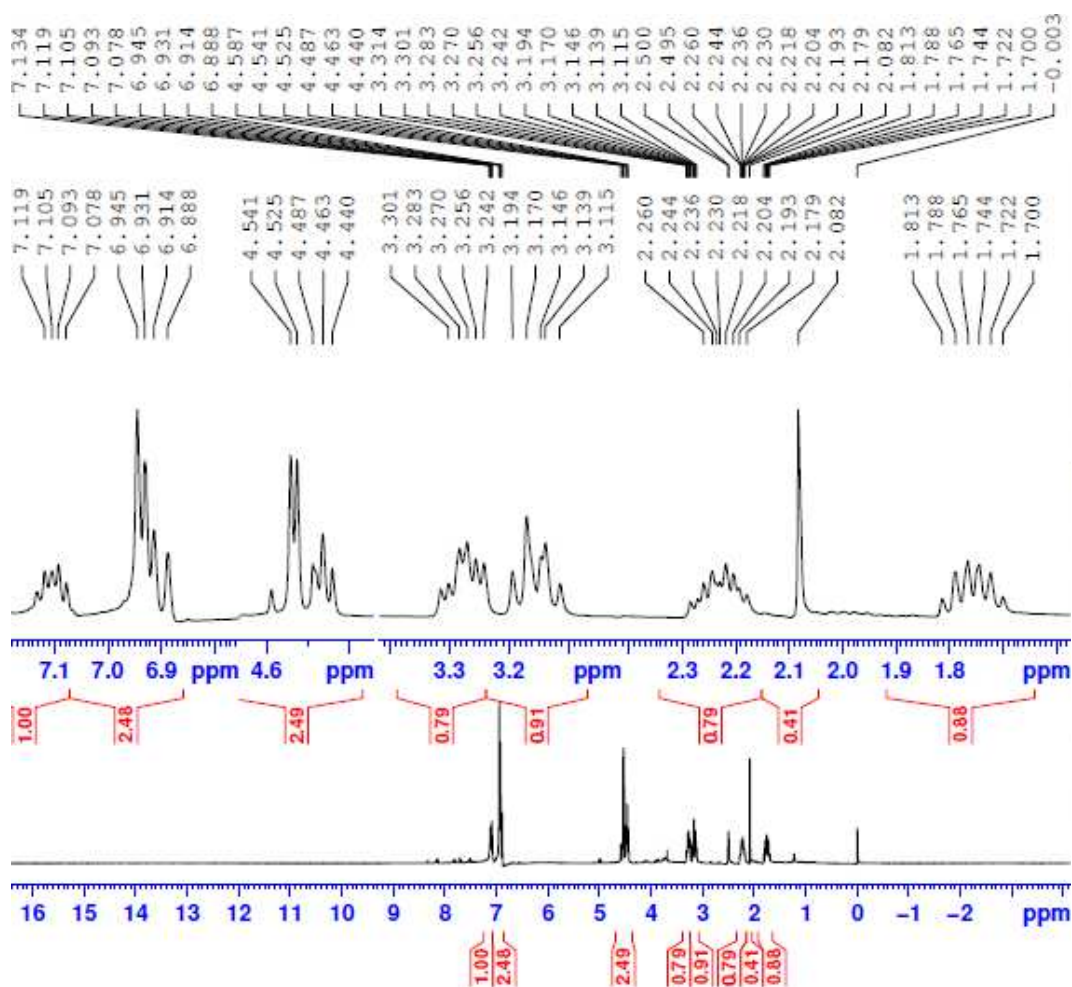 7.134 7.119 7.105 7.093 7.078 6.945 6.931 6.914 6.888 4.587 4.541 4.525 4.487 4.463 4.440 3.314 3.301 3.283 3.270 3.256 3.242 3.194 3.170 3.146 3.139 3.115 2.500 2.495 2.260 2.244 2.236 2.230 2.218 2.204 2.193 2.179 2.082 1.813 1.788 1.765 1.744 1.722 1.700 -0.003
7.119 7.105 7.093 7.078 6.945 6.931 6.914 6.888 4.541 4.525 4.487 4.463 4.440 3.301 3.283 3.270 3.256 3.242 3.194 3.170 3.146 3.139 3.115 2.260 2.244 2.236 2.230 2.218 2.204 2.193 2.179 2.082 1.813 1.788 1.765 1.744 1.722 1.700
7.1 7.0 6.9 ppm 4.6 ppm 3.3 3.2 ppm 2.3 2.2 2.1 2.0 1.9 1.8 ppm
1.00 2.48 2.49 0.79 0.91 0.79 0.41 0.88
16 15 14 13 12 11 10 9 8 7 6 5 4 3 2 1 0 -1 -2 ppm
1.00 2.48 2.49 0.79 0.91 0.79 0.41 0.88